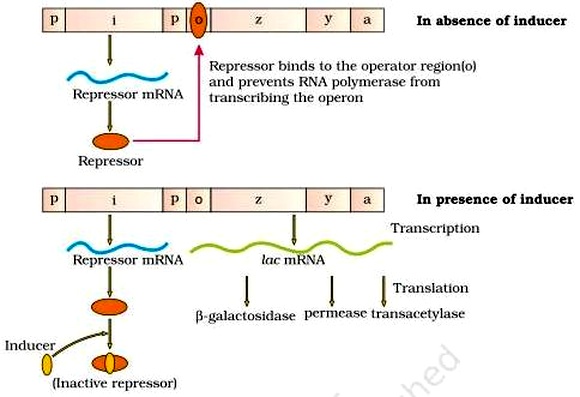 p i p o z y a In absence of inducer
Repressor binds to the operator region(o)
and prevents RNA polymerase from
transcribing the operon
Repressor mRNA
Repressor
p i p o z y a In presence of inducer
Transcription
Repressor mRNA lac mRNA
Translation
β-galactosidase permease transacetylase
Inducer
(Inactive repressor)